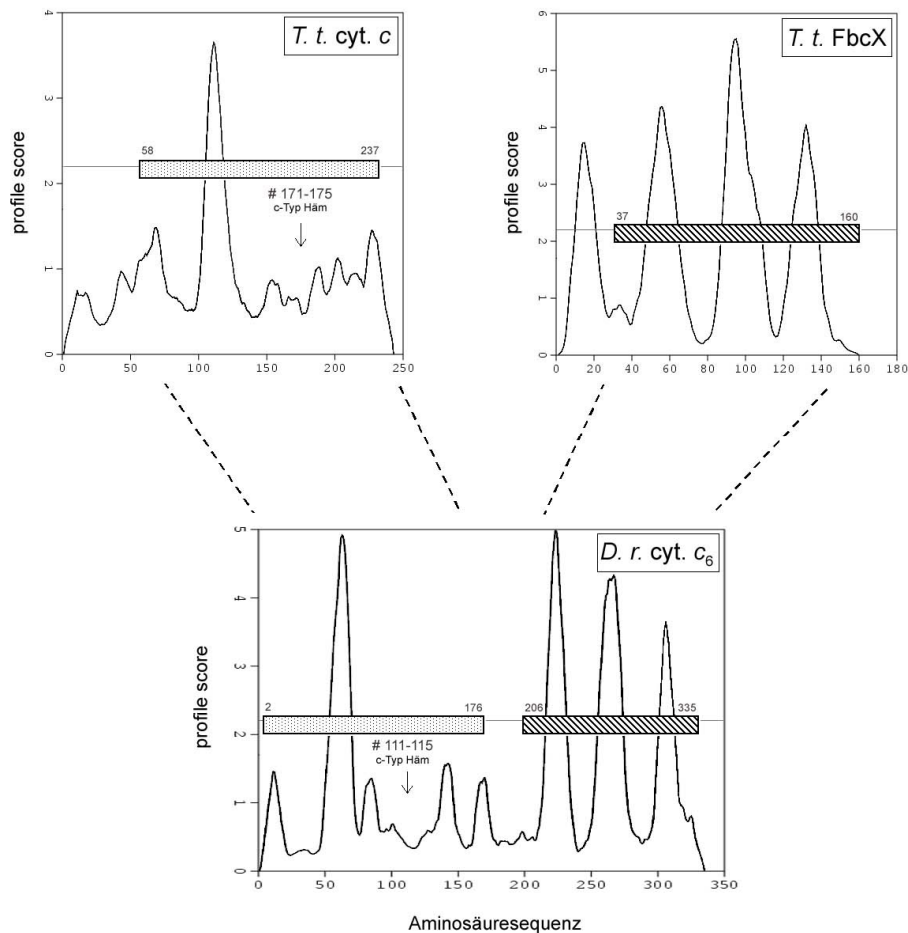 T. t. cyt. c
profile score
4
3
2
1
0
58 237
# 171-175
c-Typ Häm
0 50 100 150 200 250
T. t. FbcX
profile score
6
5
4
3
2
1
0
37 160
0 20 40 60 80 100 120 140 160 180
D. r. cyt. c6
profile score
5
4
3
2
1
0
2 176 206 335
# 111-115
c-Typ Häm
0 50 100 150 200 250 300 350
Aminosäuresequenz